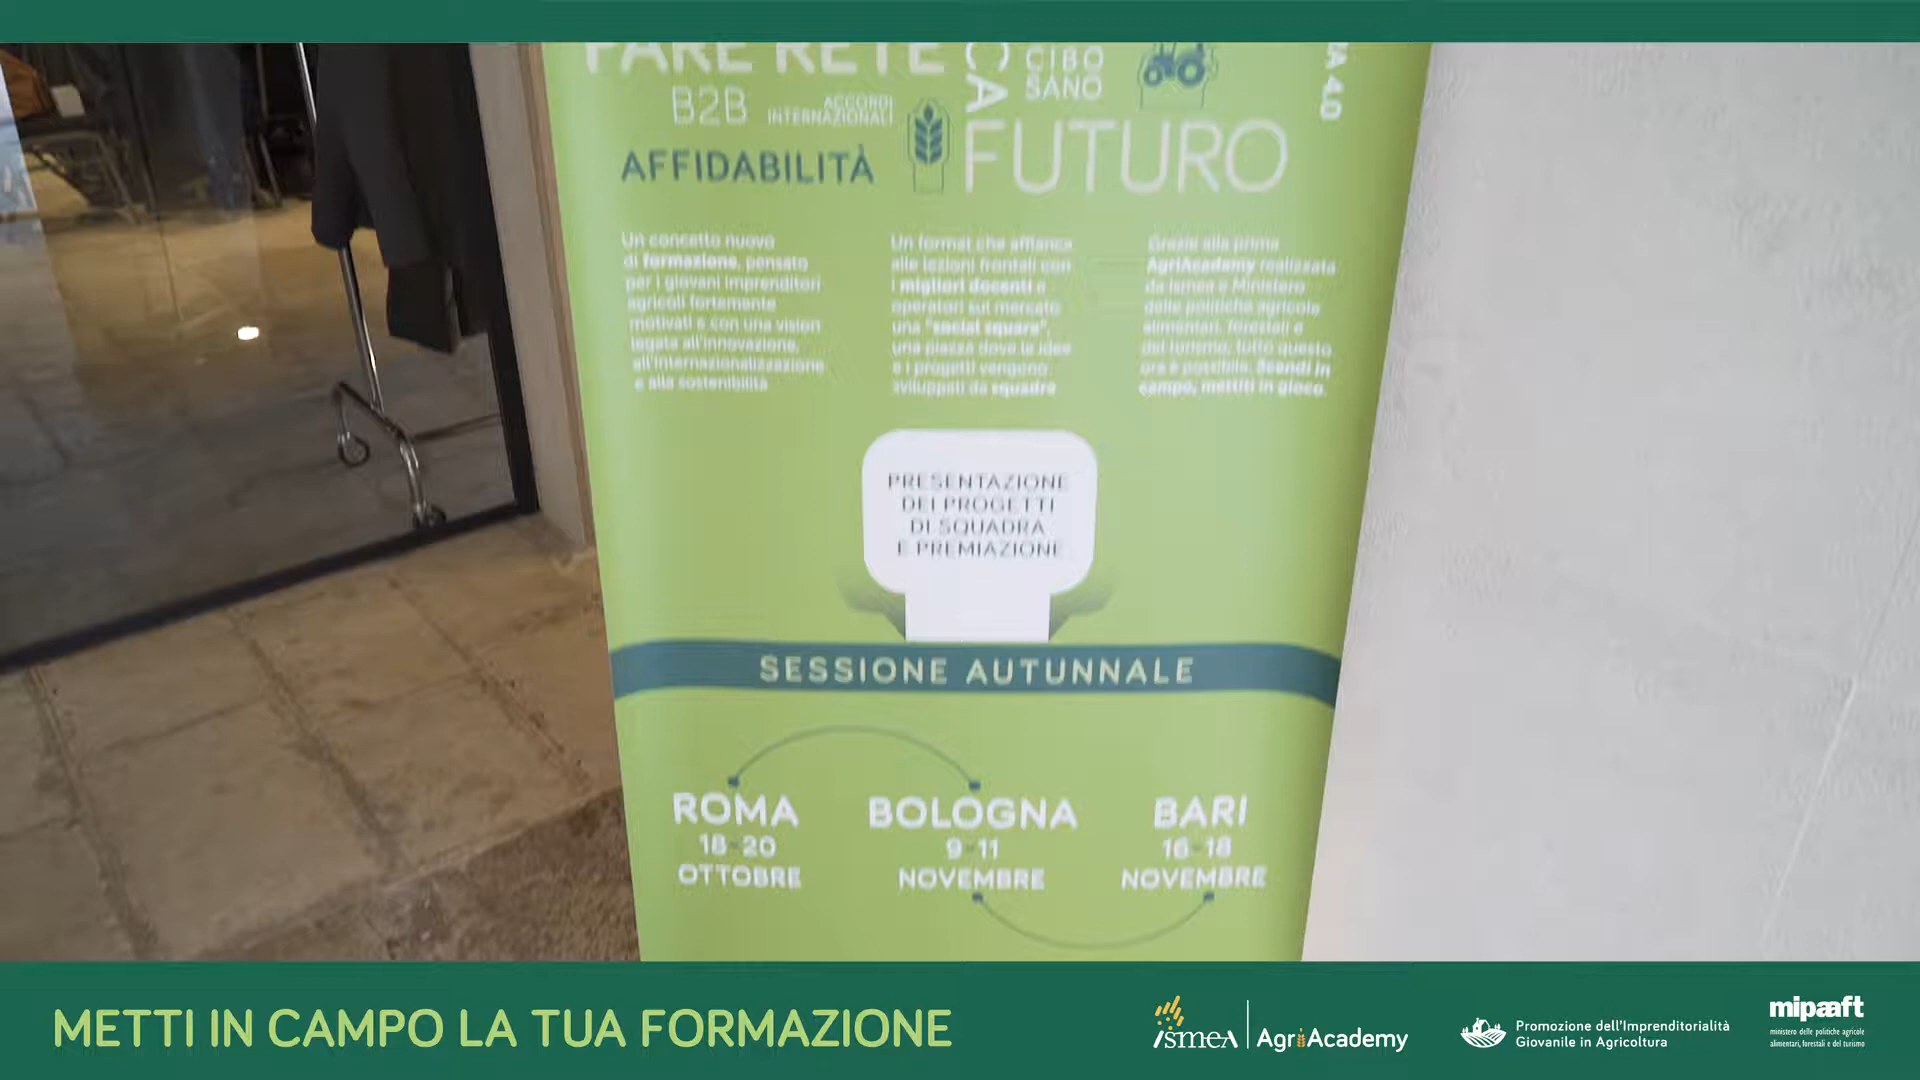 FARE RETE
CIBO
SANO
B2B
ACCORDI
INTERNAZIONALI
CA
A 4.0
AFFIDABILITÀ
FUTURO
Un concetto nuovo
di formazione, pensato
per i giovani imprenditori
agricoli fortemente
motivati e con una vision
legata all'innovazione,
all'internazionalizzazione
e alla sostenibilità
Un format che affianca
alle lezioni frontali con
i migliori docenti e
operatori sul mercato
una "social square",
una piazza dove le idee
e i progetti vengono
sviluppati da squadre
Grazie alla prima
AgriAcademy realizzata
da Ismea e Ministero
delle politiche agricole
alimentari, forestali e
del turismo, tutto questo
ora è possibile. Scendi in
campo, mettiti in gioco.
PRESENTAZIONE
DEI PROGETTI
DI SQUADRA
E PREMIAZIONE
SESSIONE AUTUNNALE
ROMA
18-20
OTTOBRE
BOLOGNA
9-11
NOVEMBRE
BARI
16-18
NOVEMBRE
METTI IN CAMPO LA TUA FORMAZIONE
ismea
AgriAcademy
Promozione dell'Imprenditorialità
Giovanile in Agricoltura
mipaaft
ministero delle politiche agricole
alimentari, forestali e del turismo